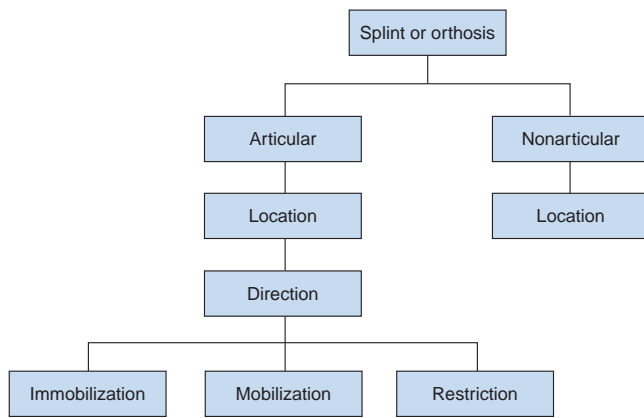 Splint or orthosis
Articular
Nonarticular
Location
Location
Direction
Immobilization
Mobilization
Restriction